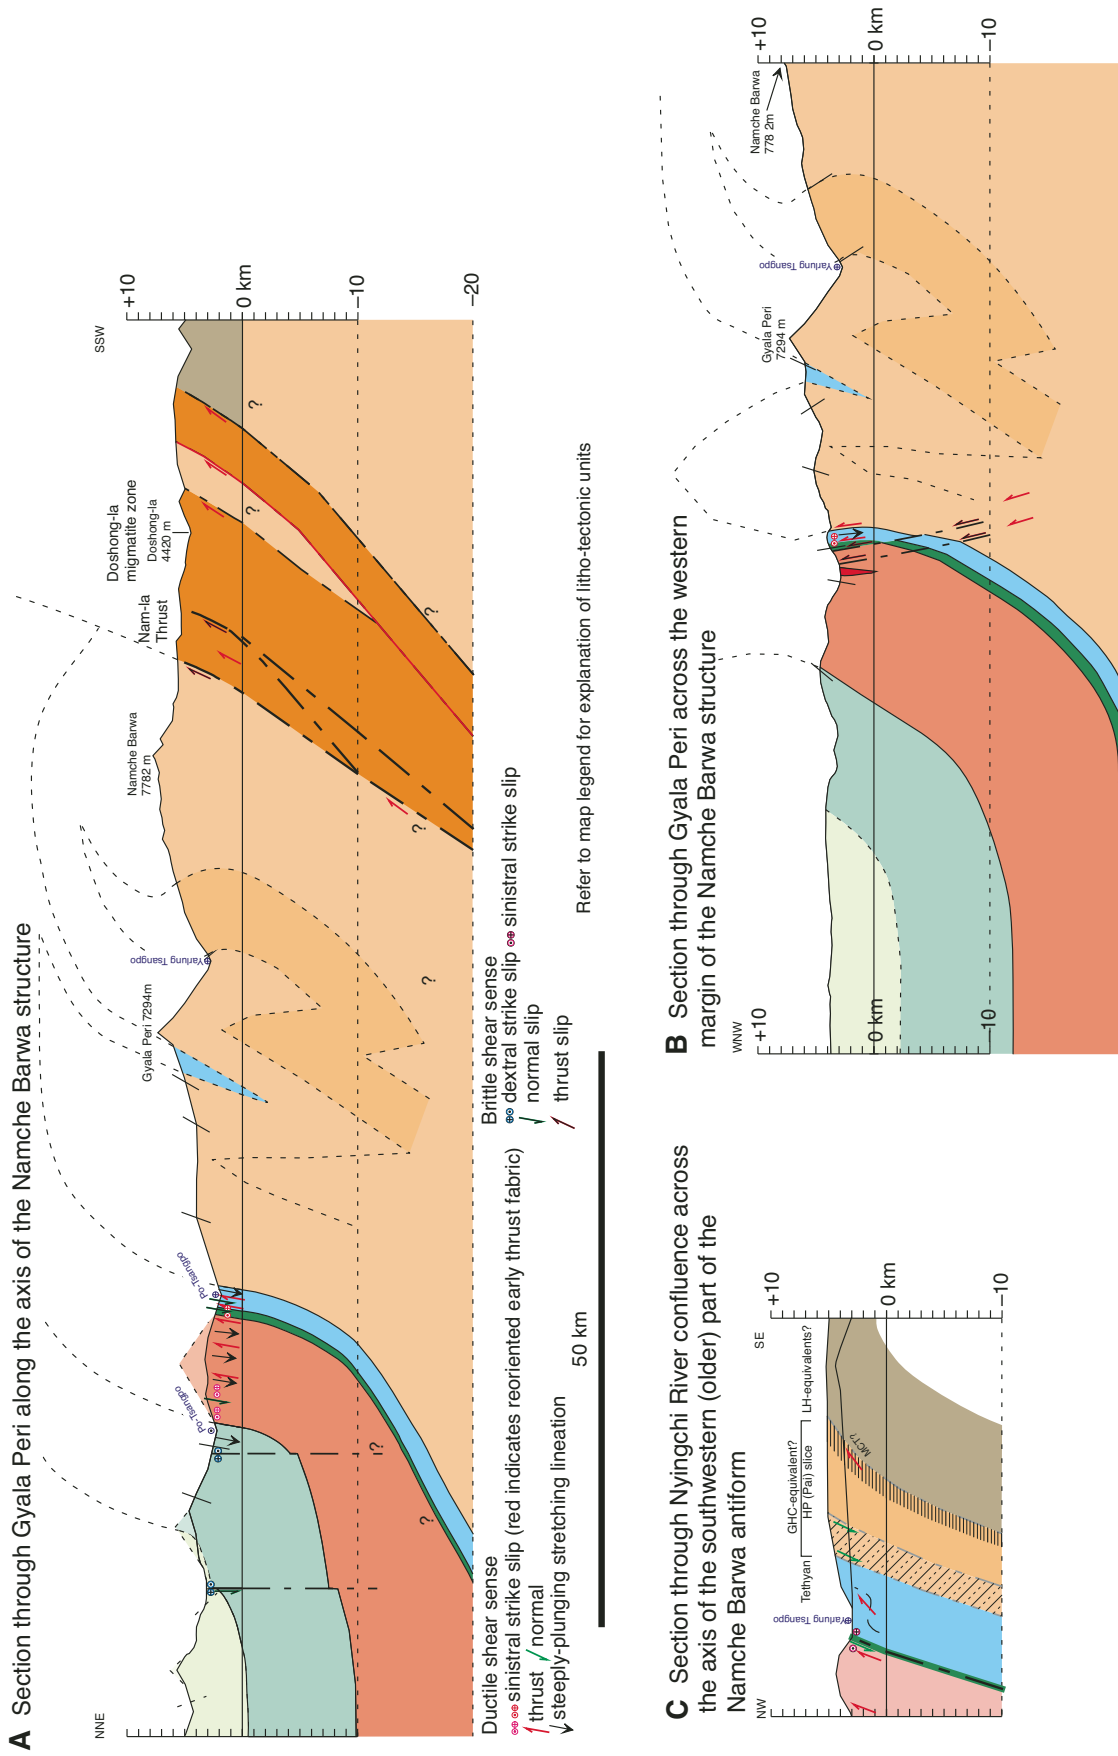 A Section through Gyala Peri along the axis of the Namche Barwa structure
NNE
SSW
+10
0 km
–10
–20
Po-Tsangpo
Po-Tsangpo
Gyala Peri 7294m
Yarlung Tsangpo
Namche Barwa
7782 m
Nam-la
Thrust
Doshong-la
migmatite zone
Doshong-la
4420 m
?
?
?
?
?
?
?
Ductile shear sense
sinistral strike slip (red indicates reoriented early thrust fabric)
thrust
normal
steeply-plunging stretching lineation
Brittle shear sense
dextral strike slip
sinistral strike slip
normal slip
thrust slip
50 km
Refer to map legend for explanation of litho-tectonic units
C Section through Nyingchi River confluence across
the axis of the southwestern (older) part of the
Namche Barwa antiform
NW
SE
+10
0 km
10
Yarlung Tsangpo
Tethyan
GHC-equivalent?
HP (Pai) slice
LH-equivalents?
MCT?
B Section through Gyala Peri across the western
margin of the Namche Barwa structure
WNW
+10
0 km
–10
Gyala Peri
7294 m
Yarlung Tsangpo
Namche Barwa
778 2m
+10
0 km
–10